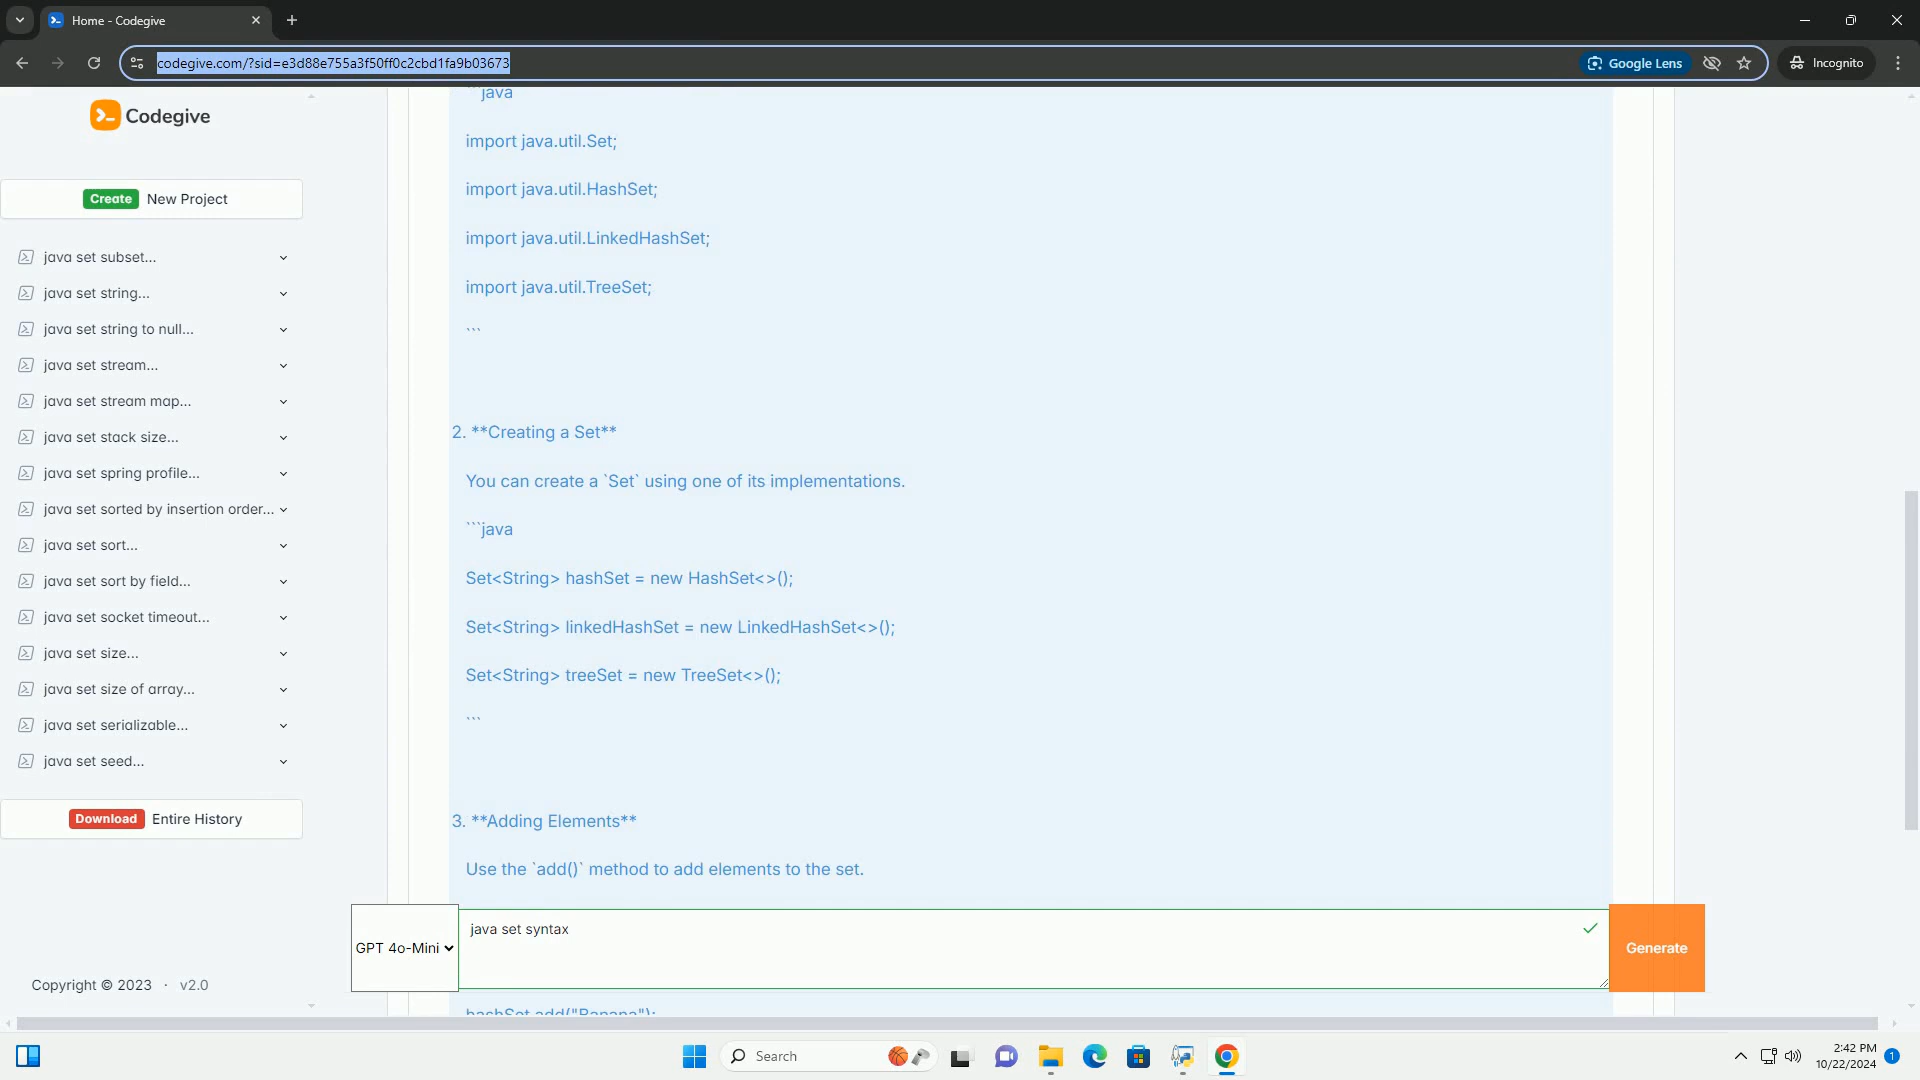 Home - Codegive
codegive.com/?sid=e3d88e755a3f50ff0c2cbd1fa9b03673
Google Lens
Incognito
Codegive
Create New Project
java set subset...
java set string...
java set string to null...
java set stream...
java set stream map...
java set stack size...
java set spring profile...
java set sorted by insertion order...
java set sort...
java set sort by field...
java set socket timeout...
java set size...
java set size of array...
java set serializable...
java set seed...
Download Entire History
Copyright © 2023 · v2.0
```java
import java.util.Set;
import java.util.HashSet;
import java.util.LinkedHashSet;
import java.util.TreeSet;
```
2. **Creating a Set**
You can create a `Set` using one of its implementations.
```java
Set<String> hashSet = new HashSet<>();
Set<String> linkedHashSet = new LinkedHashSet<>();
Set<String> treeSet = new TreeSet<>();
```
3. **Adding Elements**
Use the `add()` method to add elements to the set.
GPT 4o-Mini
java set syntax
Generate
hashSet.add("Banana");
Search
2:42 PM
10/22/2024
1